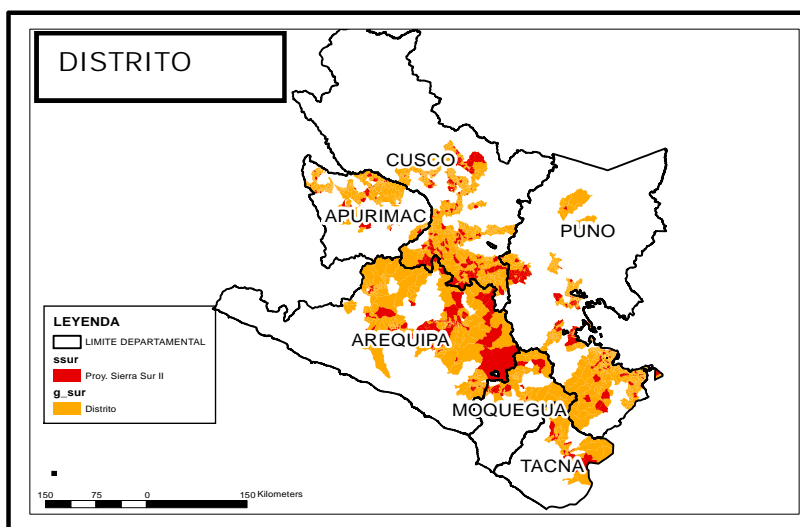 DISTRITO
CUSCO
APURIMAC
PUNO
LEYENDA
LIMITE DEPARTAMENTAL
ssur
Proy. Sierra Sur II
g_sur
Distrito
AREQUIPA
MOQUEGUA
TACNA
150 75 0 150 Kilometers